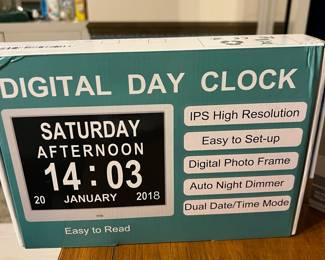 DIGITAL DAY CLOCK
SATURDAY
AFTERNOON
14:03
20 JANUARY 2018
Easy to Read
IPS High Resolution
Easy to Set-up
Digital Photo Frame
Auto Night Dimmer
Dual Date/Time Mode